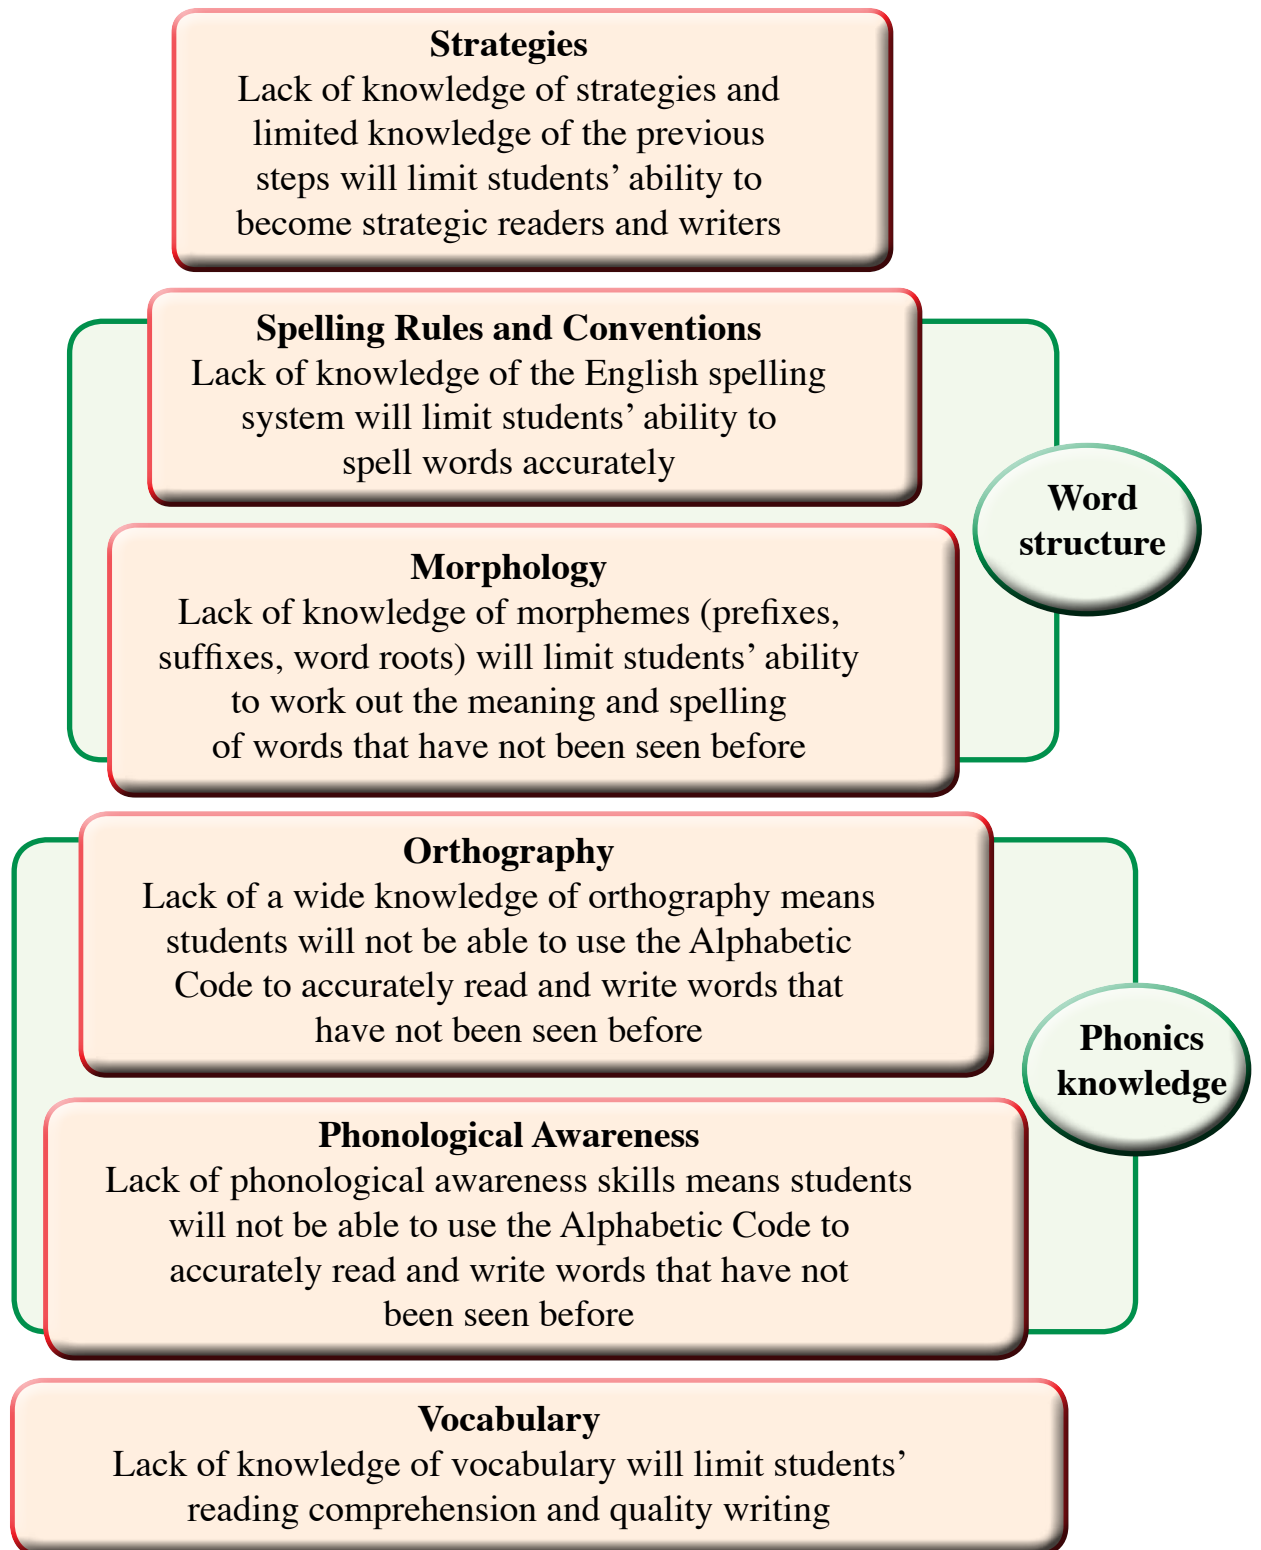 Strategies
Lack of knowledge of strategies and
limited knowledge of the previous
steps will limit students’ ability to
become strategic readers and writers
Spelling Rules and Conventions
Lack of knowledge of the English spelling
system will limit students’ ability to
spell words accurately
Word
structure
Morphology
Lack of knowledge of morphemes (prefixes,
suffixes, word roots) will limit students’ ability
to work out the meaning and spelling
of words that have not been seen before
Orthography
Lack of a wide knowledge of orthography means
students will not be able to use the Alphabetic
Code to accurately read and write words that
have not been seen before
Phonics
knowledge
Phonological Awareness
Lack of phonological awareness skills means students
will not be able to use the Alphabetic Code to
accurately read and write words that have not
been seen before
Vocabulary
Lack of knowledge of vocabulary will limit students’
reading comprehension and quality writing